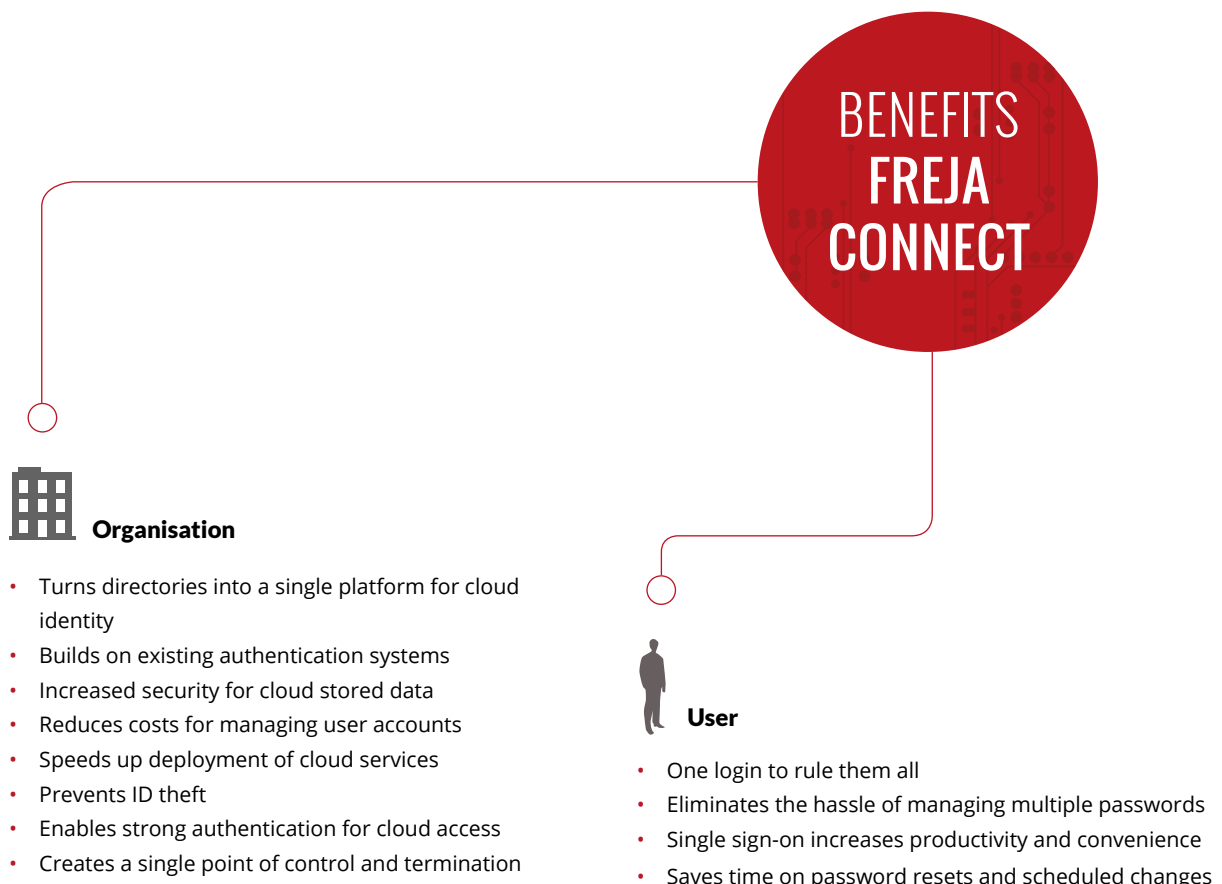 BENEFITS
FREJA
CONNECT
Organisation
• Turns directories into a single platform for cloud
identity
• Builds on existing authentication systems
• Increased security for cloud stored data
• Reduces costs for managing user accounts
• Speeds up deployment of cloud services
• Prevents ID theft
• Enables strong authentication for cloud access
• Creates a single point of control and termination
User
• One login to rule them all
• Eliminates the hassle of managing multiple passwords
• Single sign-on increases productivity and convenience
• Saves time on password resets and scheduled changes